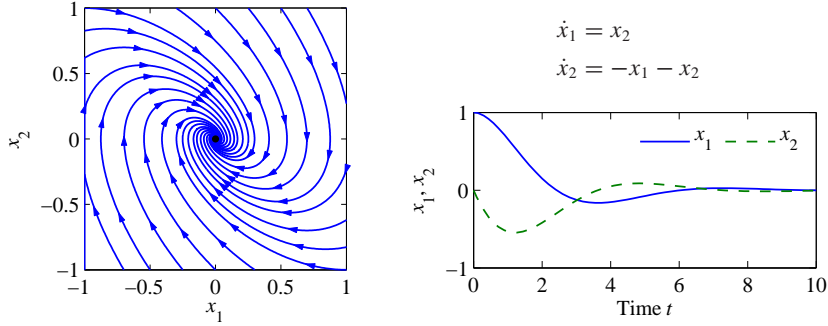 1
0.5
0
−0.5
−1
x₂
−1 −0.5 0 0.5 1
x₁
ẋ₁ = x₂
ẋ₂ = −x₁ − x₂
1
0
−1
x₁, x₂
x₁ x₂
0 2 4 6 8 10
Time t